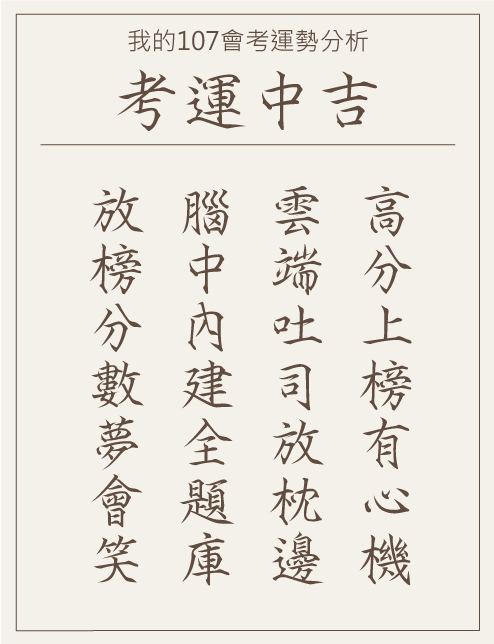 我的107會考運勢分析
考運中吉
高分上榜有心機
雲端吐司放枕邊
腦中內建全題庫
放榜分數夢會笑